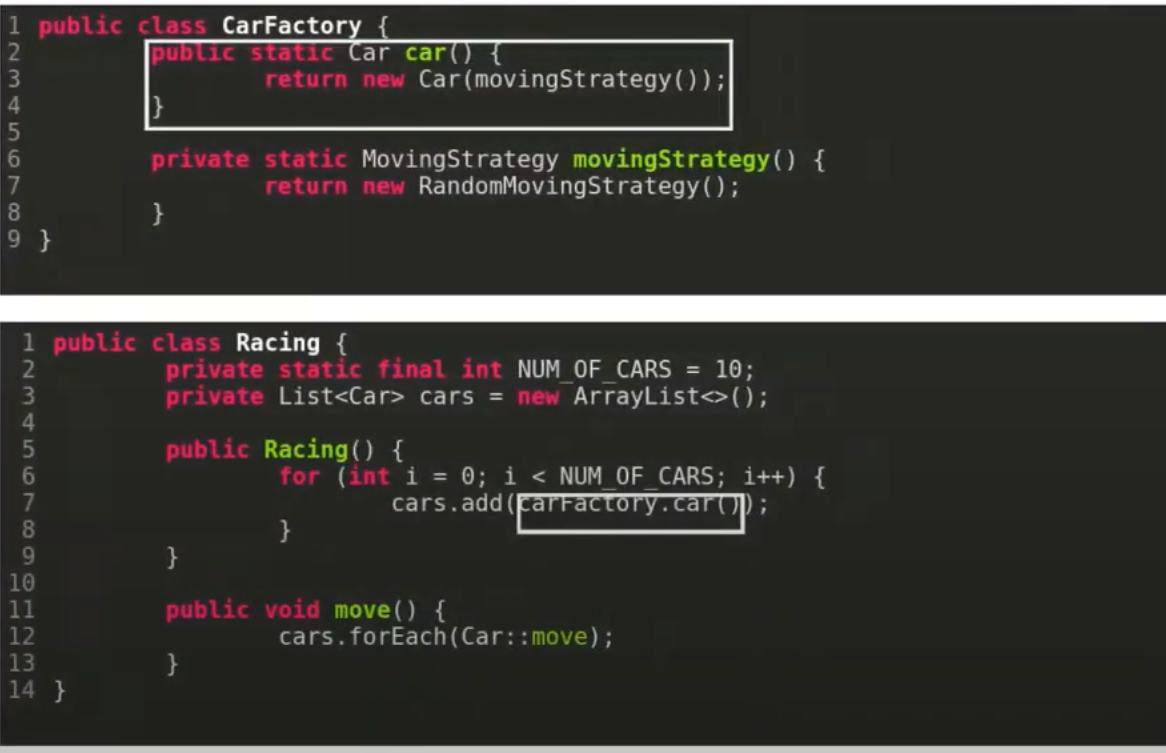 1 public class CarFactory {
2 public static Car car() {
3 return new Car(movingStrategy());
4 }
5
6 private static MovingStrategy movingStrategy() {
7 return new RandomMovingStrategy();
8 }
9 }
1 public class Racing {
2 private static final int NUM_OF_CARS = 10;
3 private List<Car> cars = new ArrayList<>();
4
5 public Racing() {
6 for (int i = 0; i < NUM_OF_CARS; i++) {
7 cars.add(carFactory.car());
8 }
9 }
10
11 public void move() {
12 cars.forEach(Car::move);
13 }
14 }